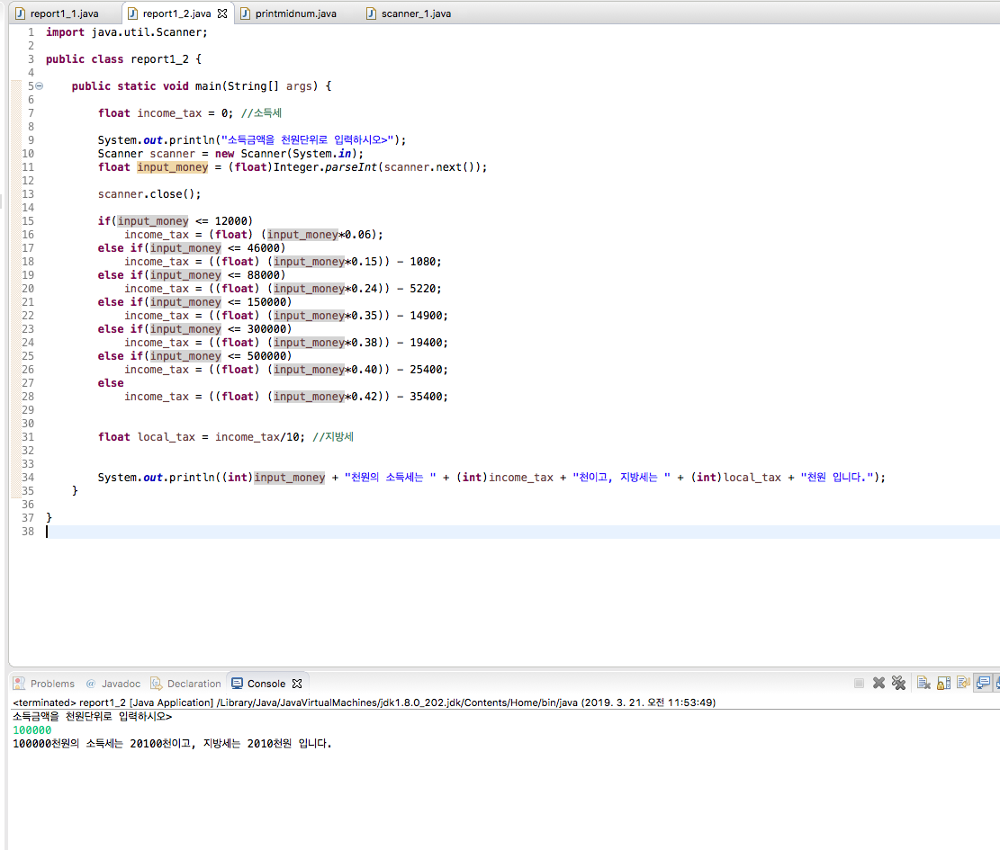 report1_1.java report1_2.java printmidnum.java scanner_1.java
1 import java.util.Scanner;
2
3 public class report1_2 {
4
5 public static void main(String[] args) {
6
7 float income_tax = 0; //소득세
8
9 System.out.println("소득금액을 천원단위로 입력하시오>");
10 Scanner scanner = new Scanner(System.in);
11 float input_money = (float)Integer.parseInt(scanner.next());
12
13 scanner.close();
14
15 if(input_money <= 12000)
16 income_tax = (float) (input_money*0.06);
17 else if(input_money <= 46000)
18 income_tax = ((float) (input_money*0.15)) - 1080;
19 else if(input_money <= 88000)
20 income_tax = ((float) (input_money*0.24)) - 5220;
21 else if(input_money <= 150000)
22 income_tax = ((float) (input_money*0.35)) - 14900;
23 else if(input_money <= 300000)
24 income_tax = ((float) (input_money*0.38)) - 19400;
25 else if(input_money <= 500000)
26 income_tax = ((float) (input_money*0.40)) - 25400;
27 else
28 income_tax = ((float) (input_money*0.42)) - 35400;
29
30
31 float local_tax = income_tax/10; //지방세
32
33
34 System.out.println((int)input_money + "천원의 소득세는 " + (int)income_tax + "천이고, 지방세는 " + (int)local_tax + "천원 입니다.");
35 }
36
37 }
38
Problems @ Javadoc Declaration Console
<terminated> report1_2 [Java Application] /Library/Java/JavaVirtualMachines/jdk1.8.0_202.jdk/Contents/Home/bin/java (2019. 3. 21. 오전 11:53:49)
소득금액을 천원단위로 입력하시오>
100000
100000천원의 소득세는 20100천이고, 지방세는 2010천원 입니다.